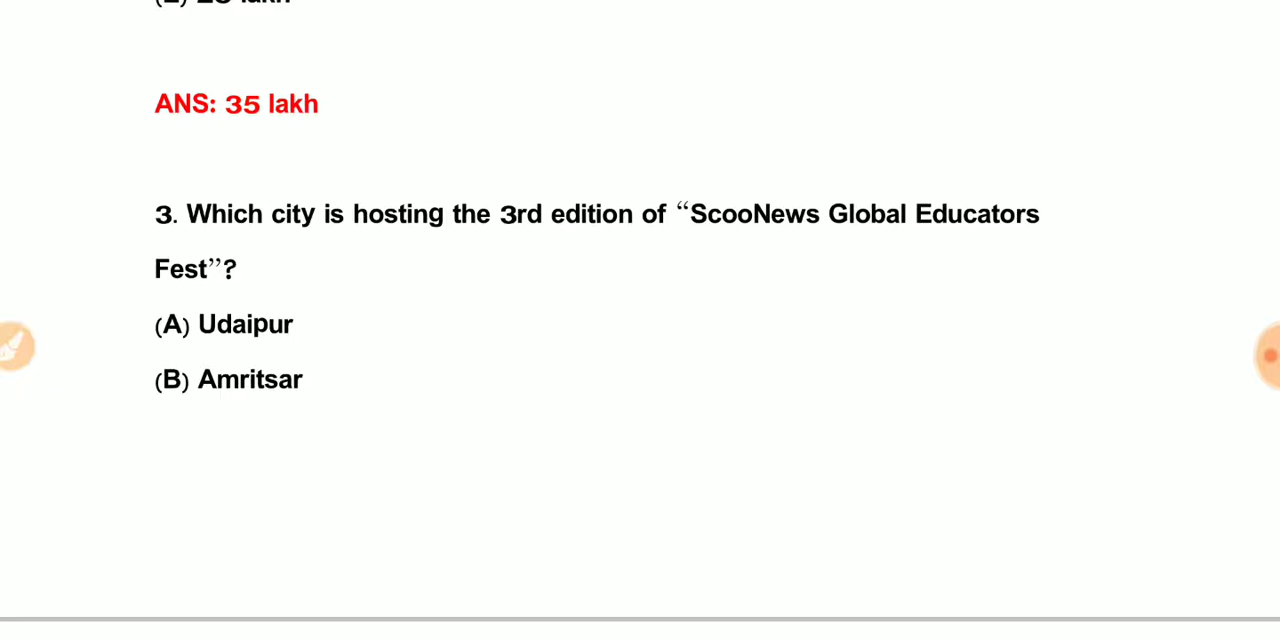 ANS: 35 lakh
3. Which city is hosting the 3rd edition of “ScooNews Global Educators
Fest”?
(A) Udaipur
(B) Amritsar